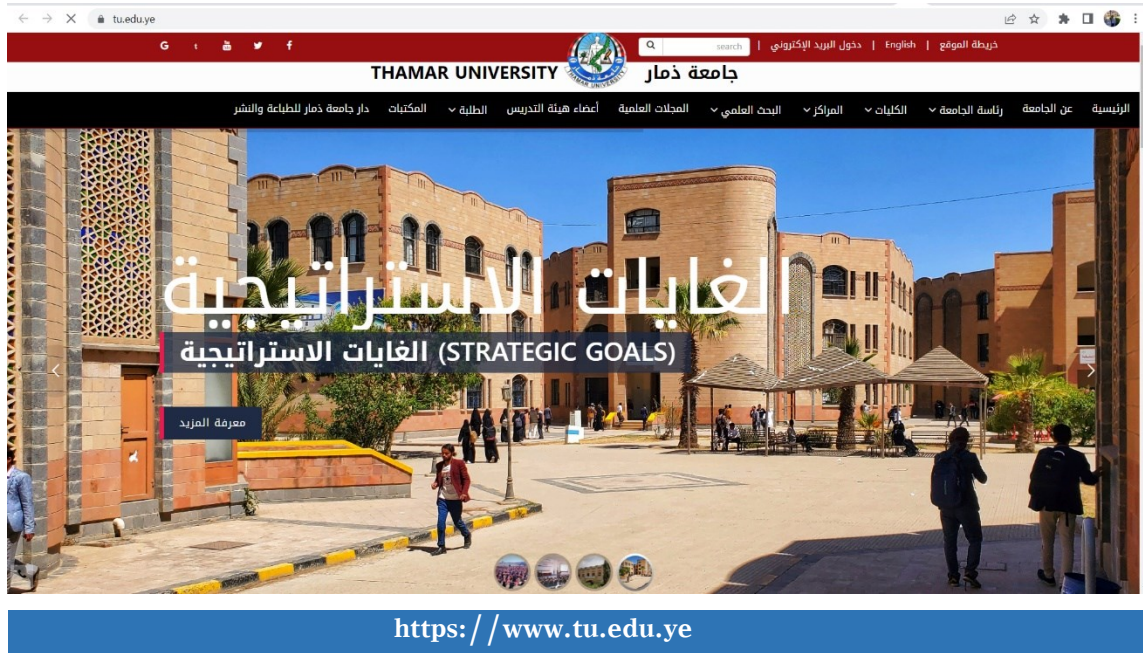 tu.edu.ye
خريطة الموقع | English | دخول البريد الإلكتروني | search
THAMAR UNIVERSITY جامعة ذمار
الرئيسية عن الجامعة رئاسة الجامعة الكليات المراكز البحث العلمي المجلات العلمية أعضاء هيئة التدريس الطلبة المكتبات دار جامعة ذمار للطباعة والنشر
الغايات الاستراتيجية
الغايات الاستراتيجية (STRATEGIC GOALS)
معرفة المزيد
https://www.tu.edu.ye